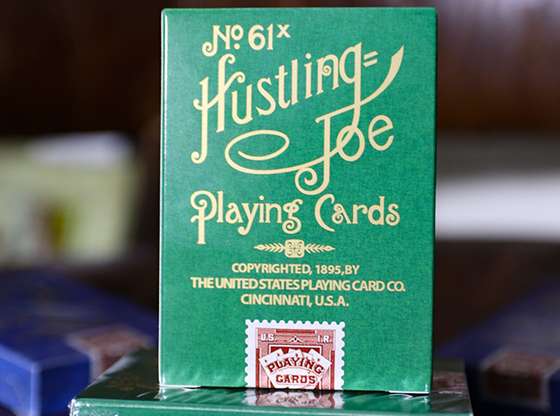 No. 61x
Hustling=
Joe
Playing Cards
COPYRIGHTED, 1895, BY
THE UNITED STATES PLAYING CARD CO.
CINCINNATI, U.S.A.
U.S. I.R.
PLAYING
CARDS